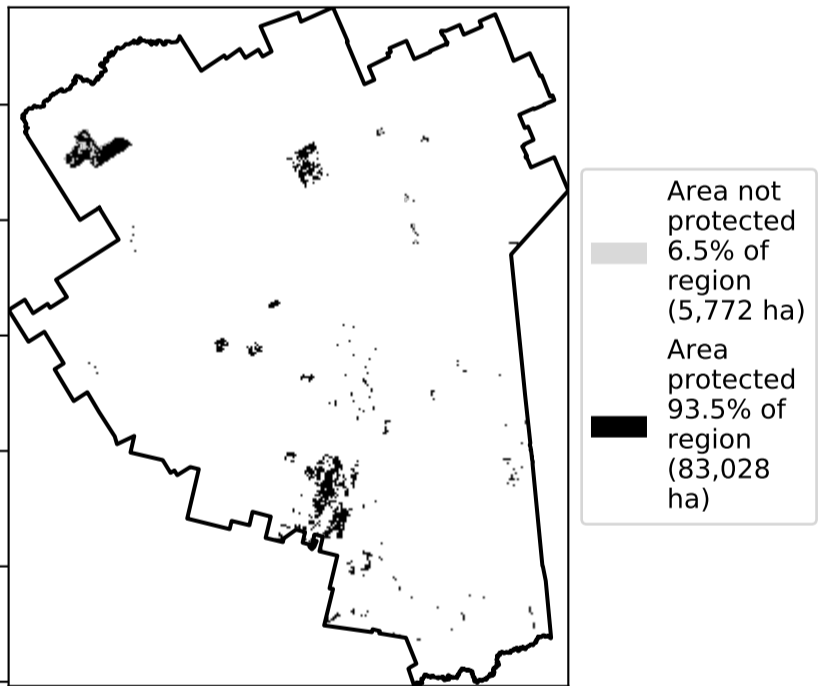 Area not
protected
6.5% of
region
(5,772 ha)
Area
protected
93.5% of
region
(83,028
ha)